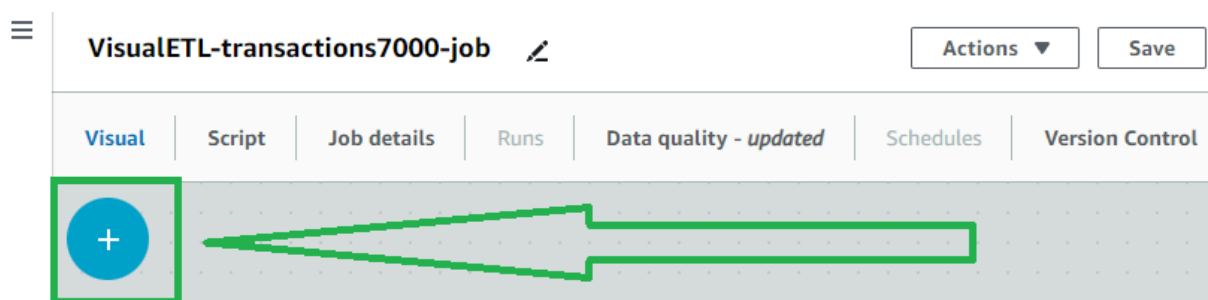 VisualETL-transactions7000-job Actions Save
Visual Script Job details Runs Data quality - updated Schedules Version Control
+